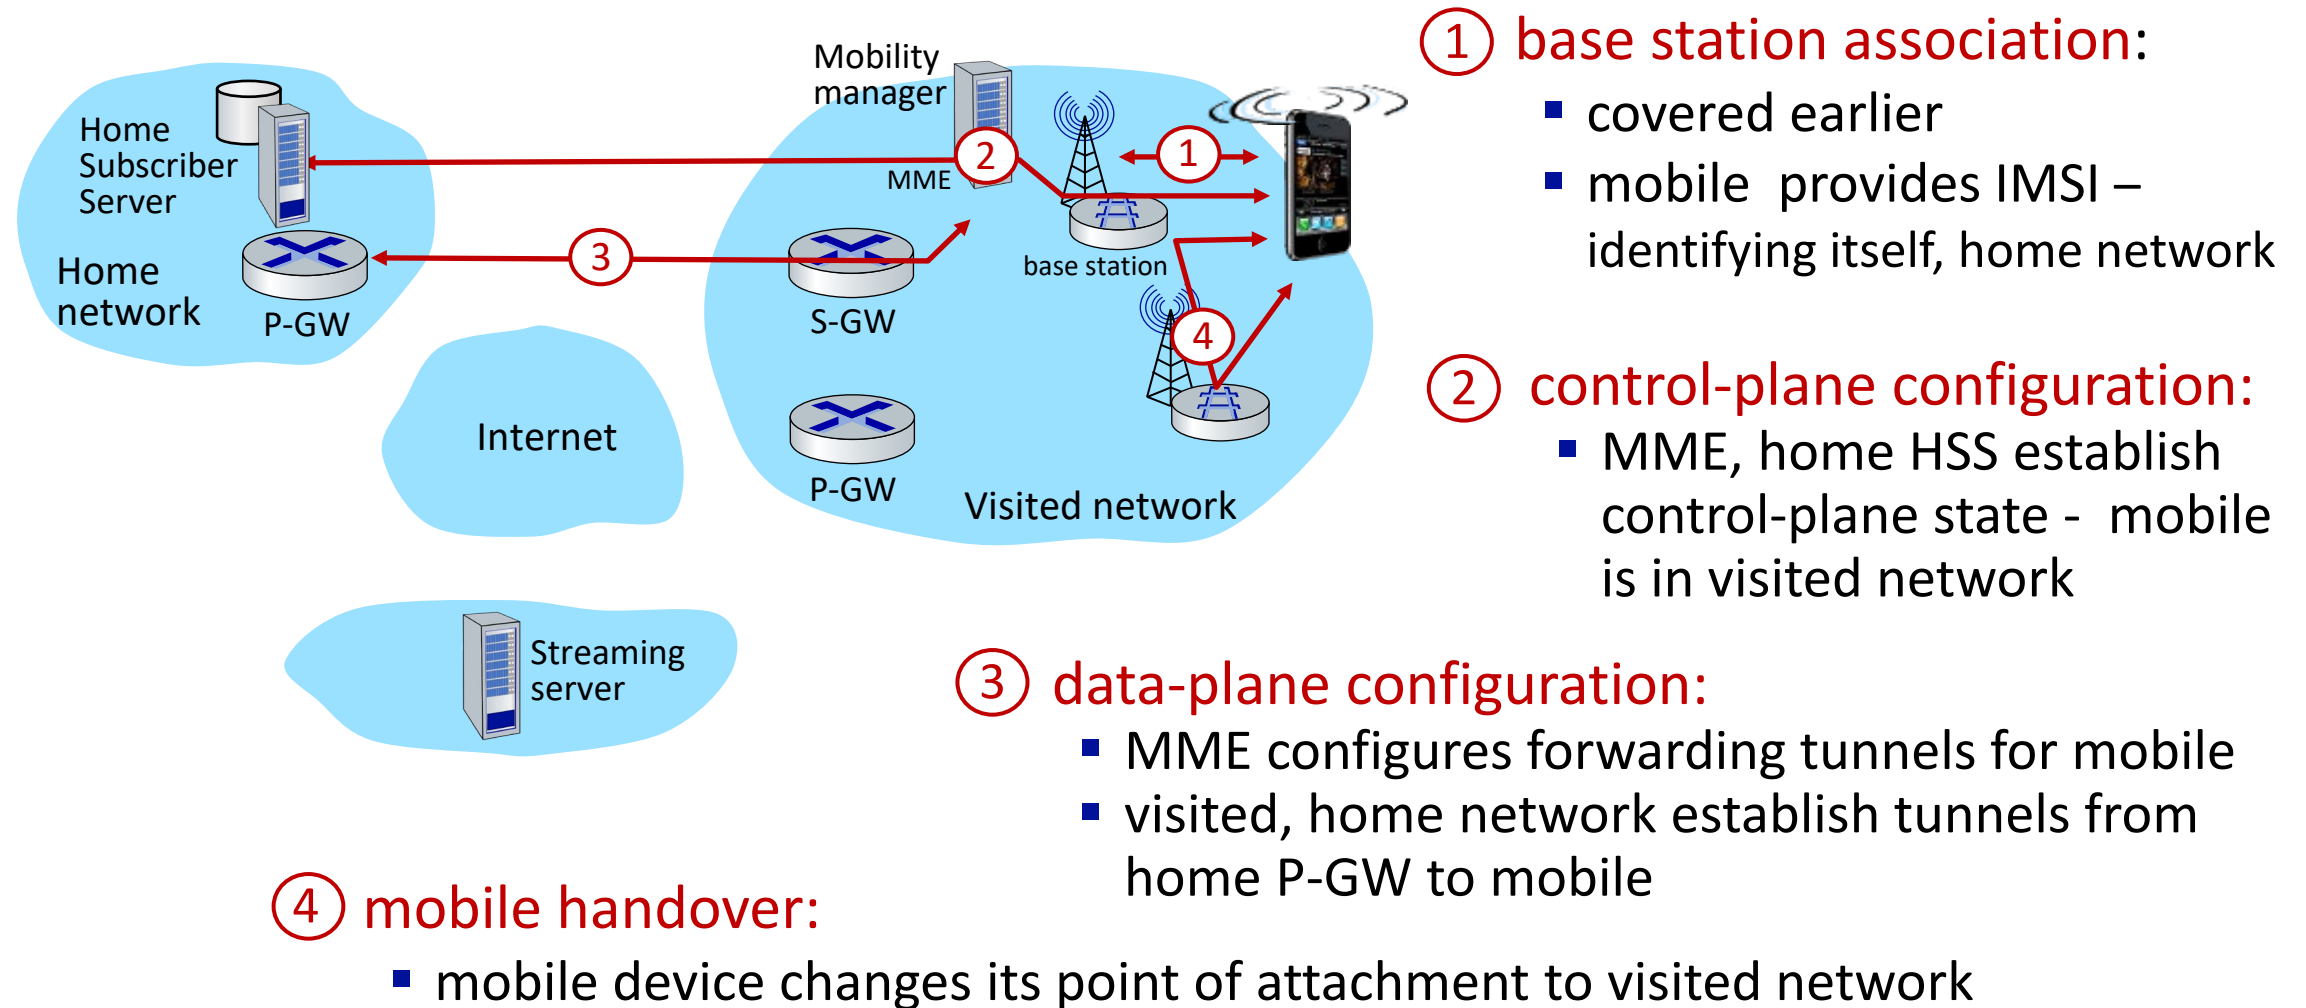 Home
Subscriber
Server
Home
network
P-GW
Mobility
manager
MME
2
1
3
S-GW
base station
4
P-GW
Visited network
Internet
Streaming
server
1 base station association:
covered earlier
mobile provides IMSI –
identifying itself, home network
2 control-plane configuration:
MME, home HSS establish
control-plane state - mobile
is in visited network
3 data-plane configuration:
MME configures forwarding tunnels for mobile
visited, home network establish tunnels from
home P-GW to mobile
4 mobile handover:
mobile device changes its point of attachment to visited network